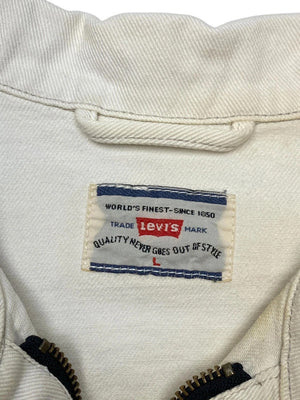 WORLD'S FINEST-SINCE 1850
TRADE Levi's MARK
QUALITY NEVER GOES OUT OF STYLE
L